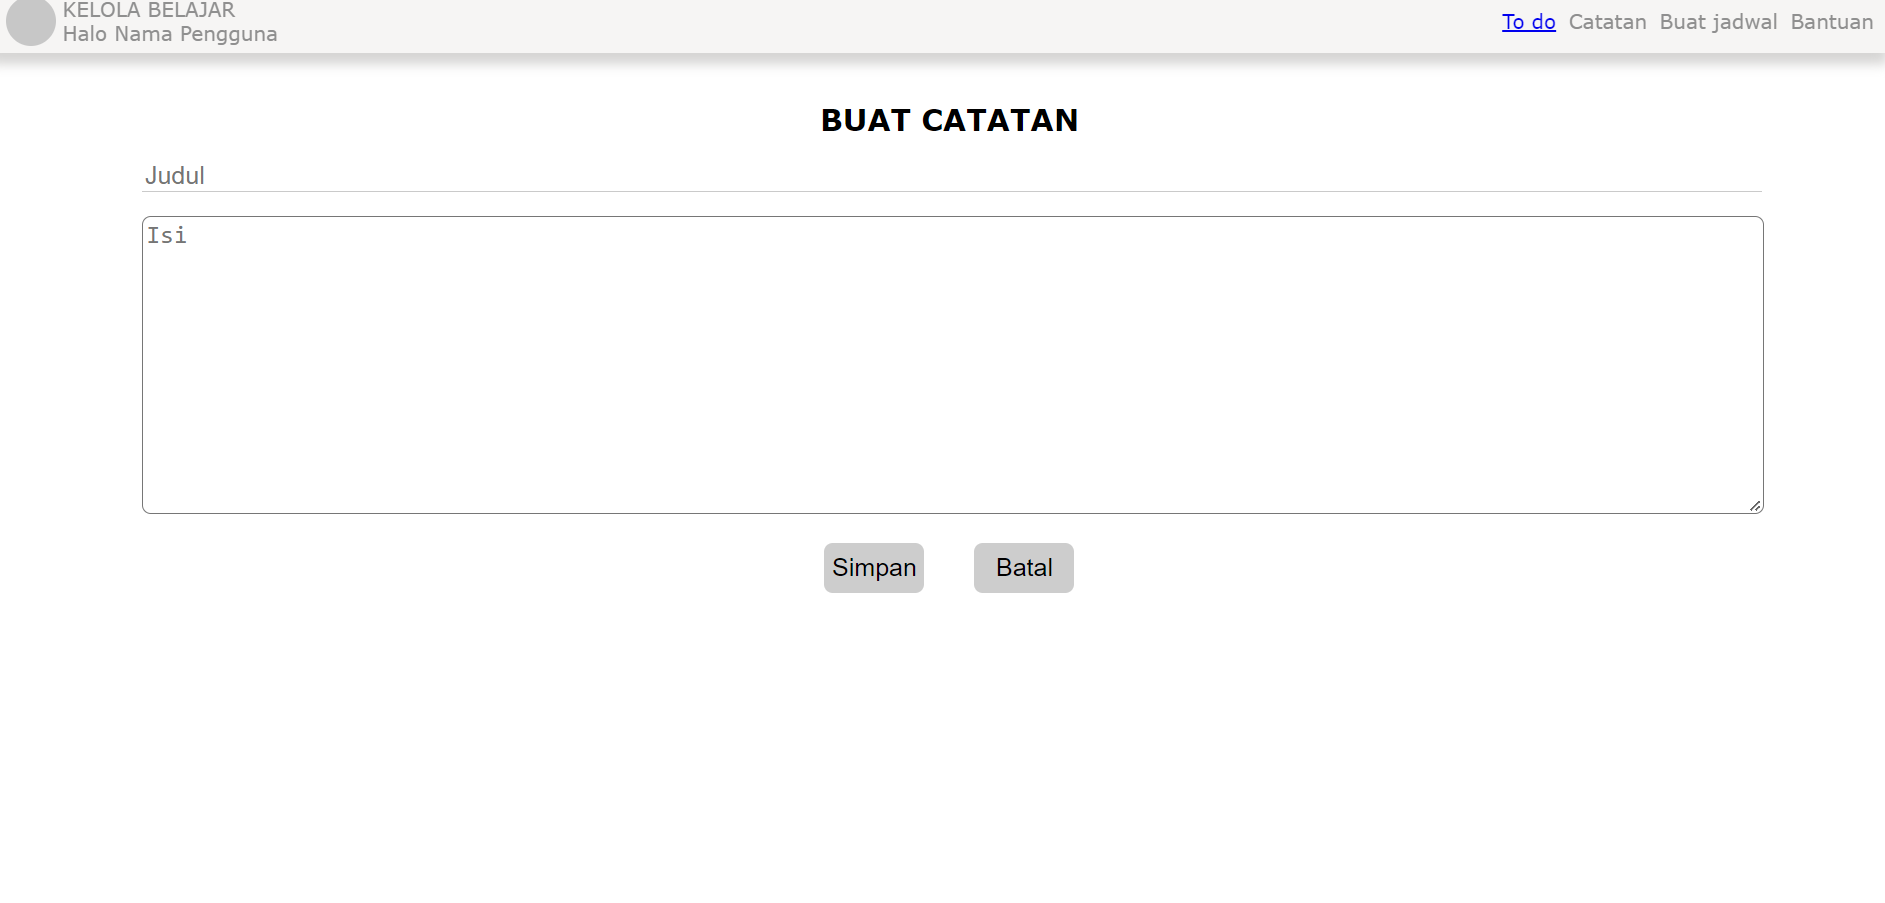 KELOLA BELAJAR
Halo Nama Pengguna
To do Catatan Buat jadwal Bantuan
BUAT CATATAN
Judul
Isi
Simpan Batal